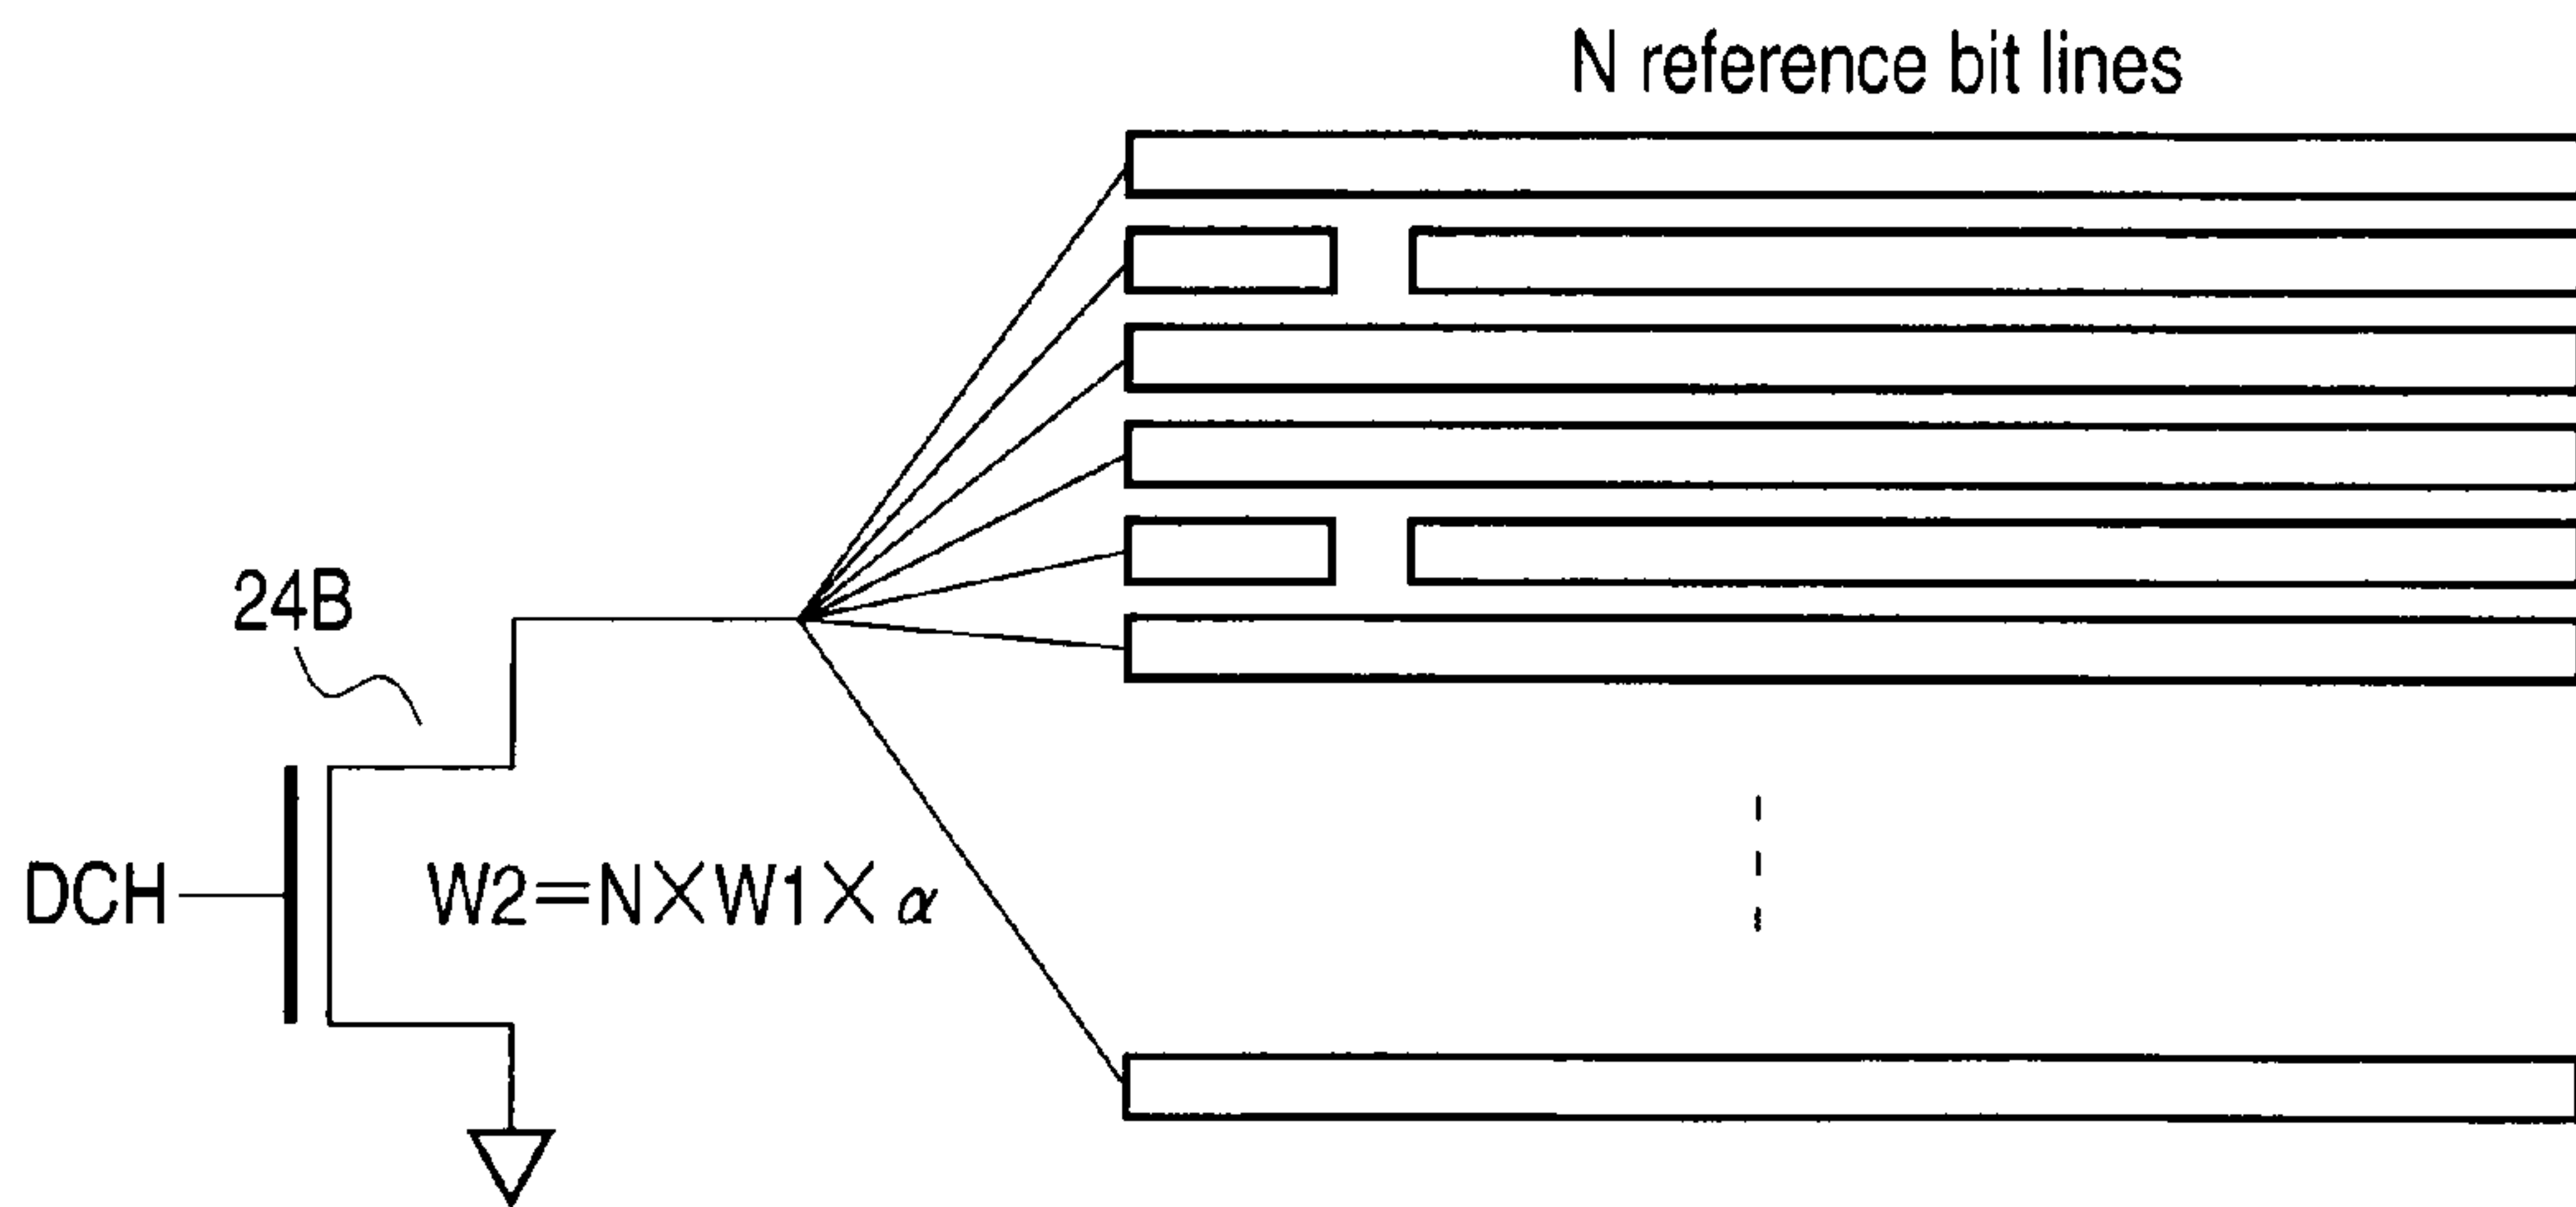 N reference bit lines
24B
DCH
W2=N×W1×α